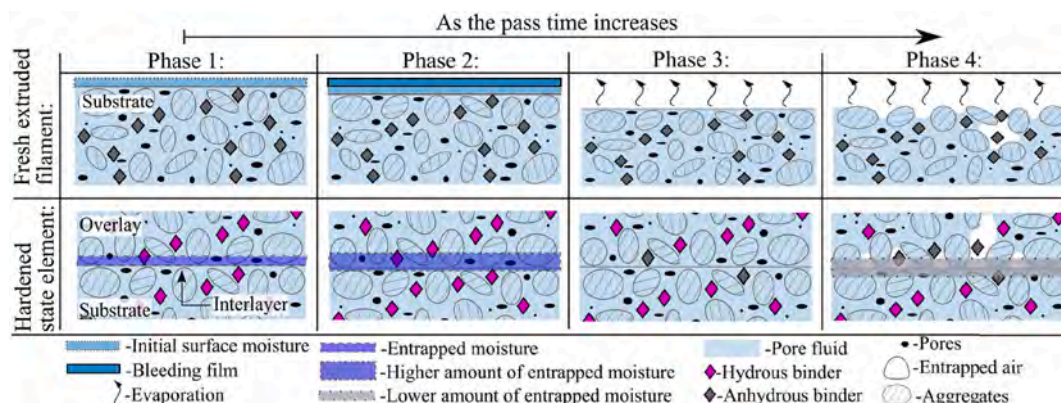 As the pass time increases
Phase 1:
Phase 2:
Phase 3:
Phase 4:
Fresh extruded
filament:
Substrate
Hardened
state element:
Overlay
Interlayer
Substrate
-Initial surface moisture
-Bleeding film
-Evaporation
-Entrapped moisture
-Higher amount of entrapped moisture
-Lower amount of entrapped moisture
-Pore fluid
-Hydrous binder
-Anhydrous binder
-Pores
-Entrapped air
-Aggregates